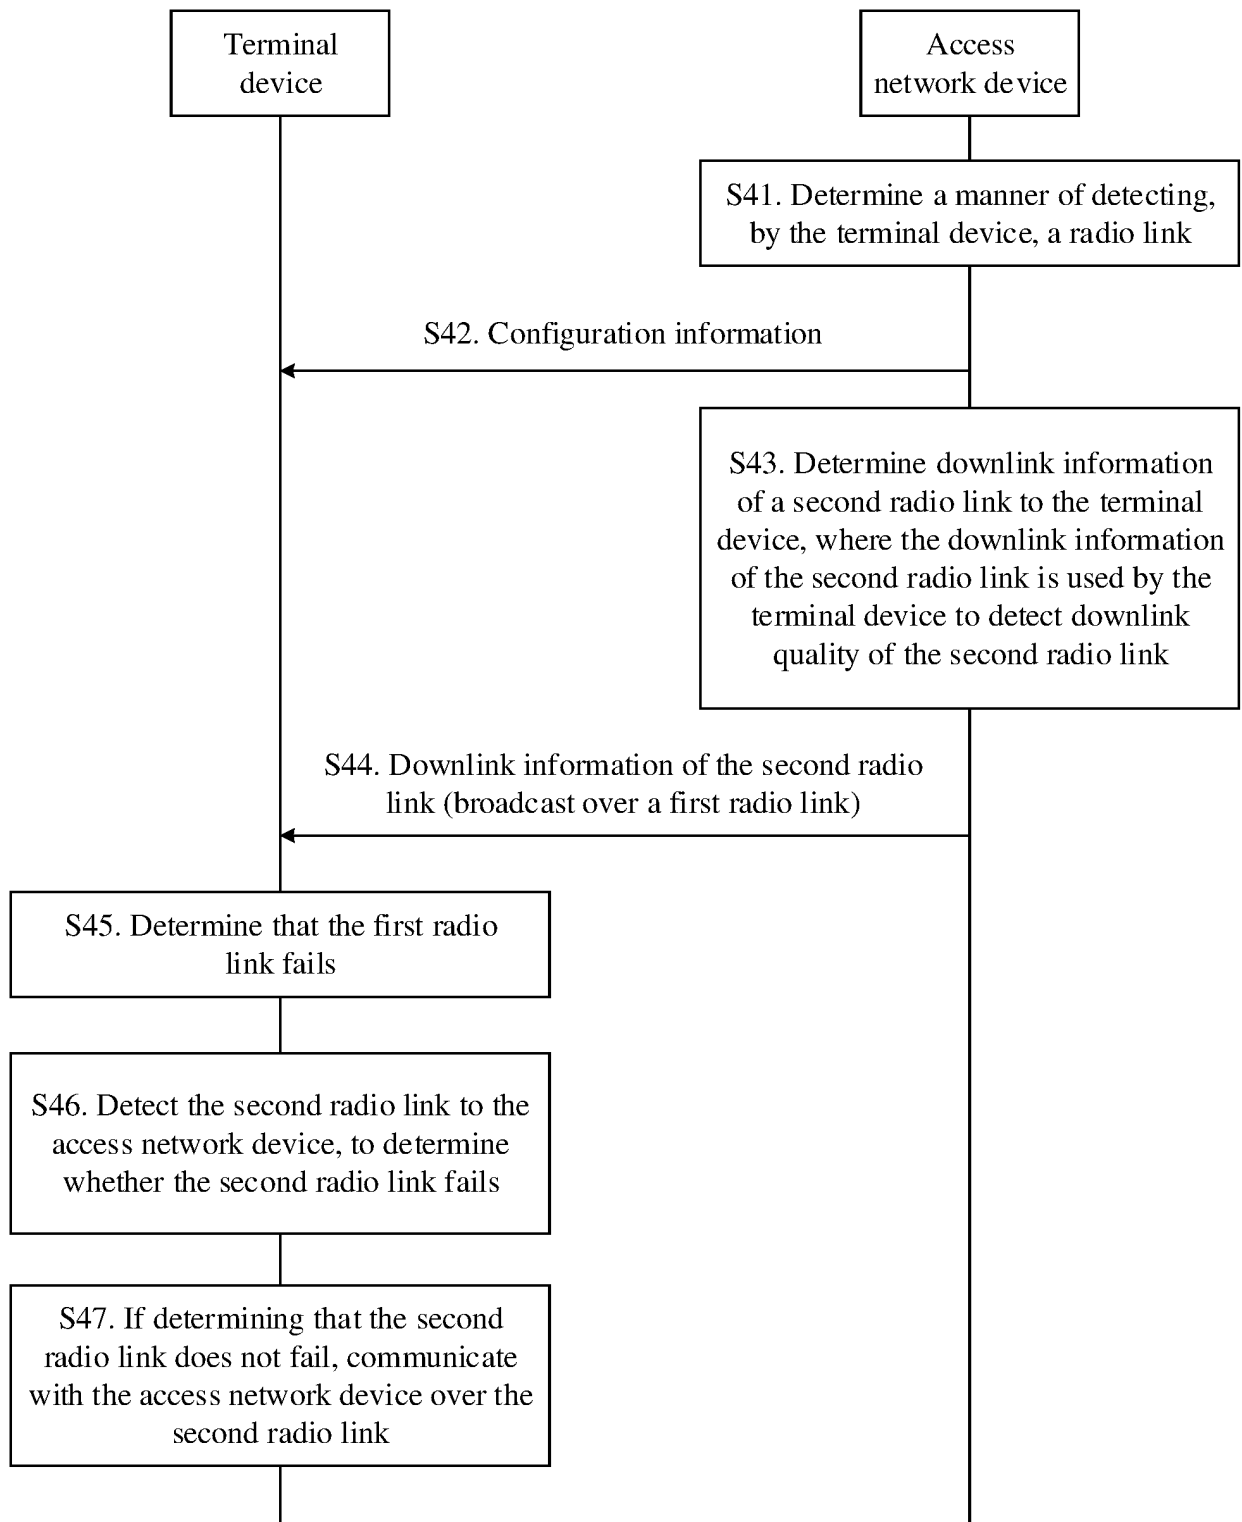 Terminal
device
Access
network device
S41. Determine a manner of detecting,
by the terminal device, a radio link
S42. Configuration information
S43. Determine downlink information
of a second radio link to the terminal
device, where the downlink information
of the second radio link is used by the
terminal device to detect downlink
quality of the second radio link
S44. Downlink information of the second radio
link (broadcast over a first radio link)
S45. Determine that the first radio
link fails
S46. Detect the second radio link to the
access network device, to determine
whether the second radio link fails
S47. If determining that the second
radio link does not fail, communicate
with the access network device over the
second radio link